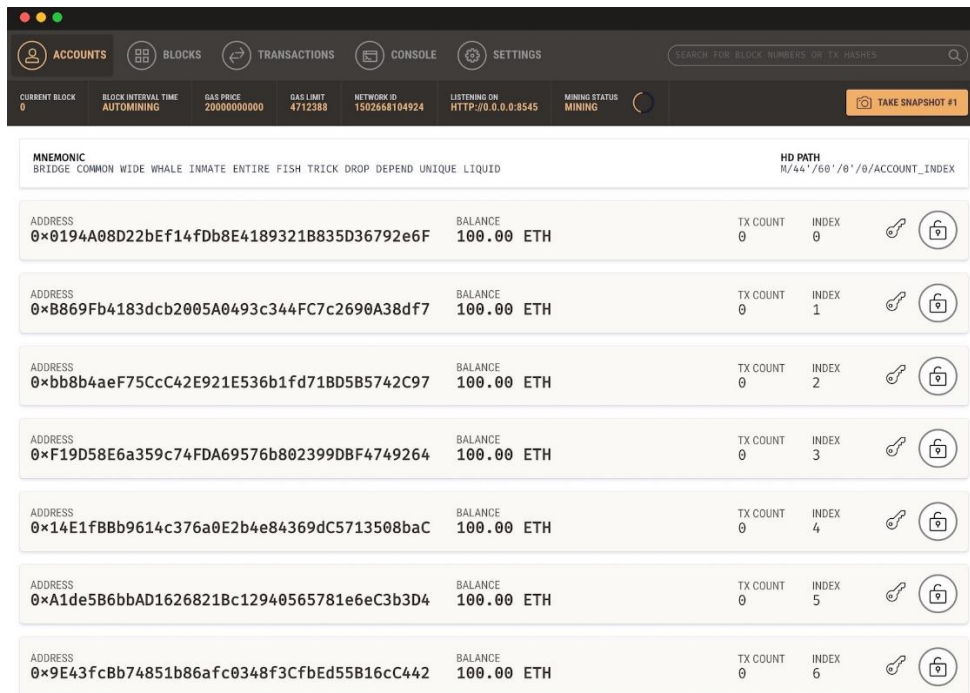 ACCOUNTS BLOCKS TRANSACTIONS CONSOLE SETTINGS SEARCH FOR BLOCK NUMBERS OR TX HASHES
CURRENT BLOCK BLOCK INTERVAL TIME GAS PRICE GAS LIMIT NETWORK ID LISTENING ON MINING STATUS
0 AUTOMINING 20000000000 4712388 1502668104924 HTTP://0.0.0.0:8545 MINING TAKE SNAPSHOT #1
MNEMONIC HD PATH
BRIDGE COMMON WIDE WHALE INMATE ENTIRE FISH TRICK DROP DEPEND UNIQUE LIQUID M/44'/60'/0'/0/ACCOUNT_INDEX
ADDRESS BALANCE TX COUNT INDEX
0×0194A08D22bEf14fDb8E4189321B835D36792e6F 100.00 ETH 0 0
ADDRESS BALANCE TX COUNT INDEX
0×B869Fb4183dcb2005A0493c344FC7c2690A38df7 100.00 ETH 0 1
ADDRESS BALANCE TX COUNT INDEX
0×bb8b4aeF75CcC42E921E536b1fd71BD5B5742C97 100.00 ETH 0 2
ADDRESS BALANCE TX COUNT INDEX
0×F19D58E6a359c74FDA69576b802399DBF4749264 100.00 ETH 0 3
ADDRESS BALANCE TX COUNT INDEX
0×14E1fBBb9614c376a0E2b4e84369dC5713508baC 100.00 ETH 0 4
ADDRESS BALANCE TX COUNT INDEX
0×A1de5B6bbAD1626821Bc12940565781e6eC3b3D4 100.00 ETH 0 5
ADDRESS BALANCE TX COUNT INDEX
0×9E43fcBb74851b86afc0348f3CfbEd55B16cC442 100.00 ETH 0 6